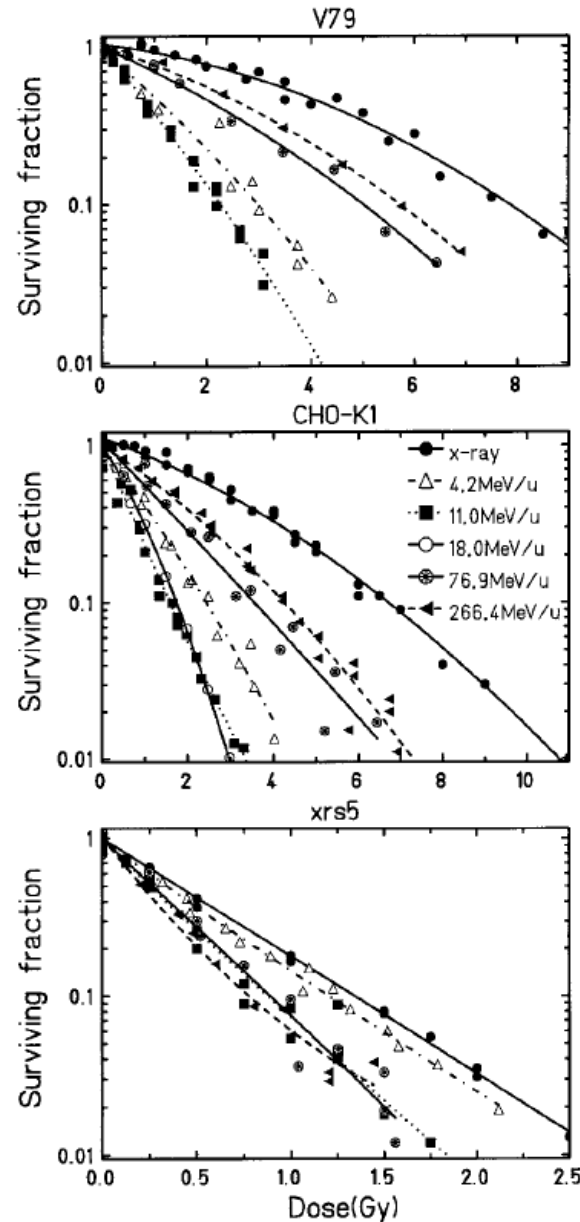 V79
1
0.1
0.01
Surviving fraction
0 2 4 6 8
CHO-K1
1
0.1
0.01
Surviving fraction
x-ray
4.2MeV/u
11.0MeV/u
18.0MeV/u
76.9MeV/u
266.4MeV/u
0 2 4 6 8 10
xrs5
1
0.1
0.01
Surviving fraction
0.0 0.5 1.0 1.5 2.0 2.5
Dose(Gy)